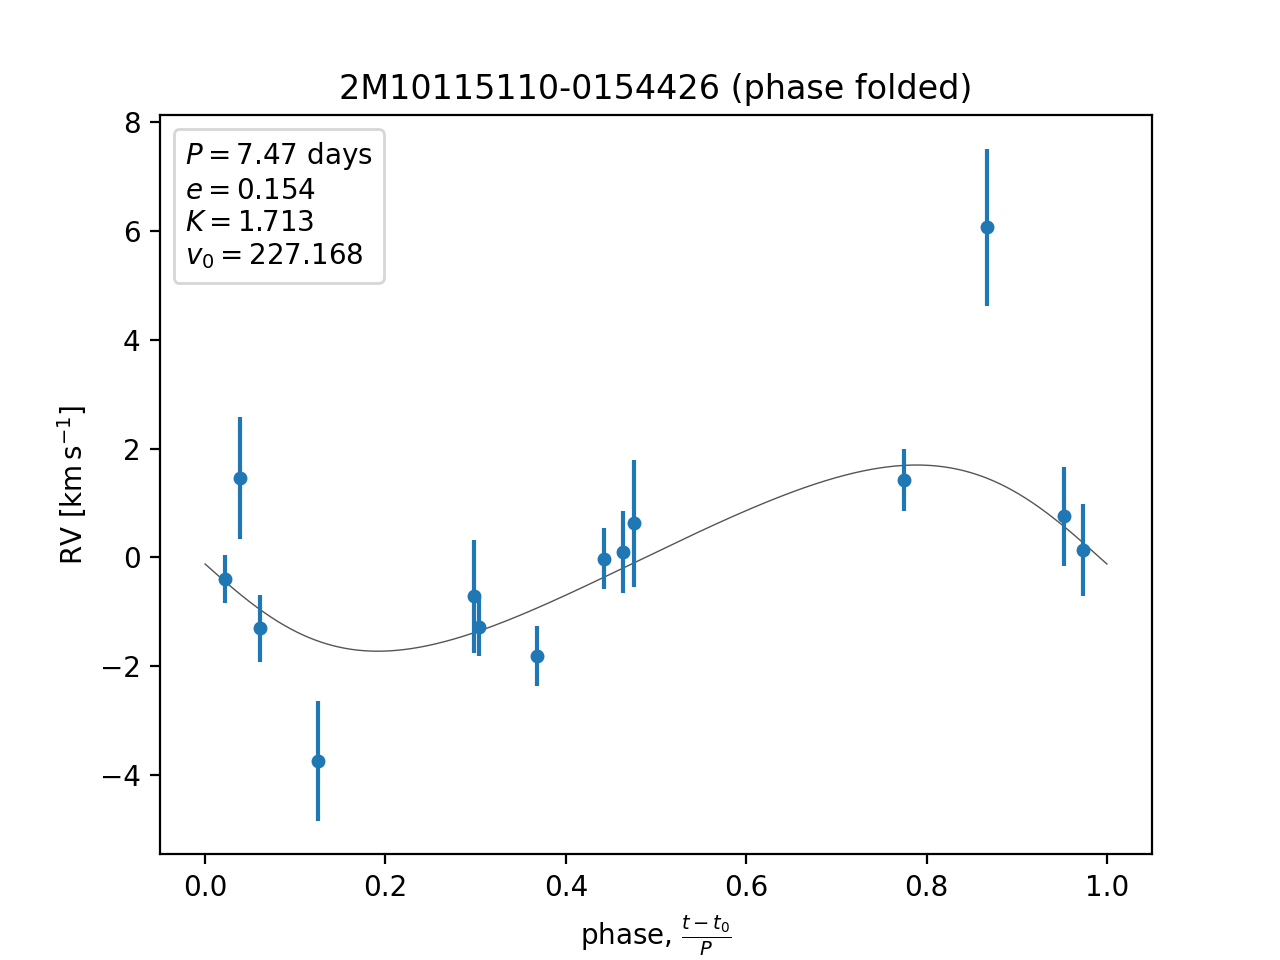 2M10115110-0154426 (phase folded)
P = 7.47 days
e = 0.154
K = 1.713
v₀ = 227.168
8
6
4
2
0
−2
−4
RV [km s⁻¹]
0.0 0.2 0.4 0.6 0.8 1.0
phase, (t − t₀)/P